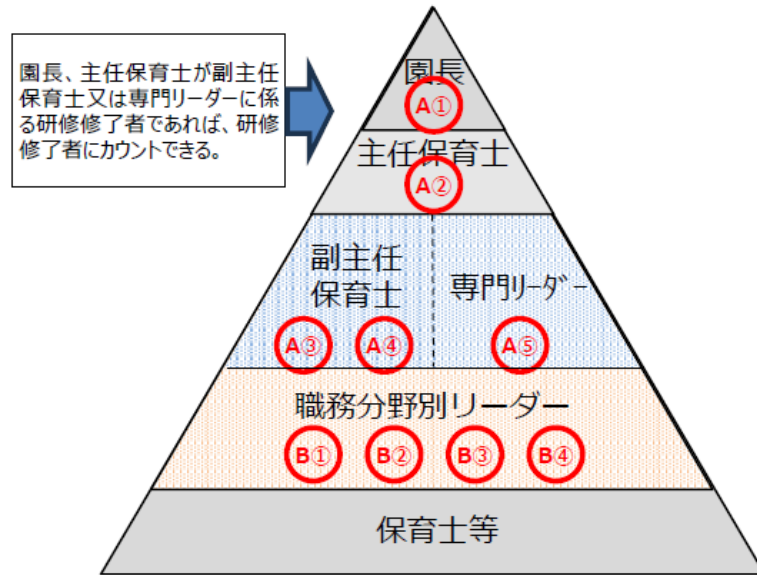 園長、主任保育士が副主任
保育士又は専門リーダーに係
る研修修了者であれば、研修
修了者にカウントできる。
園長
A①
主任保育士
A②
副主任
保育士
専門リーダー
A③ A④ A⑤
職務分野別リーダー
B① B② B③ B④
保育士等